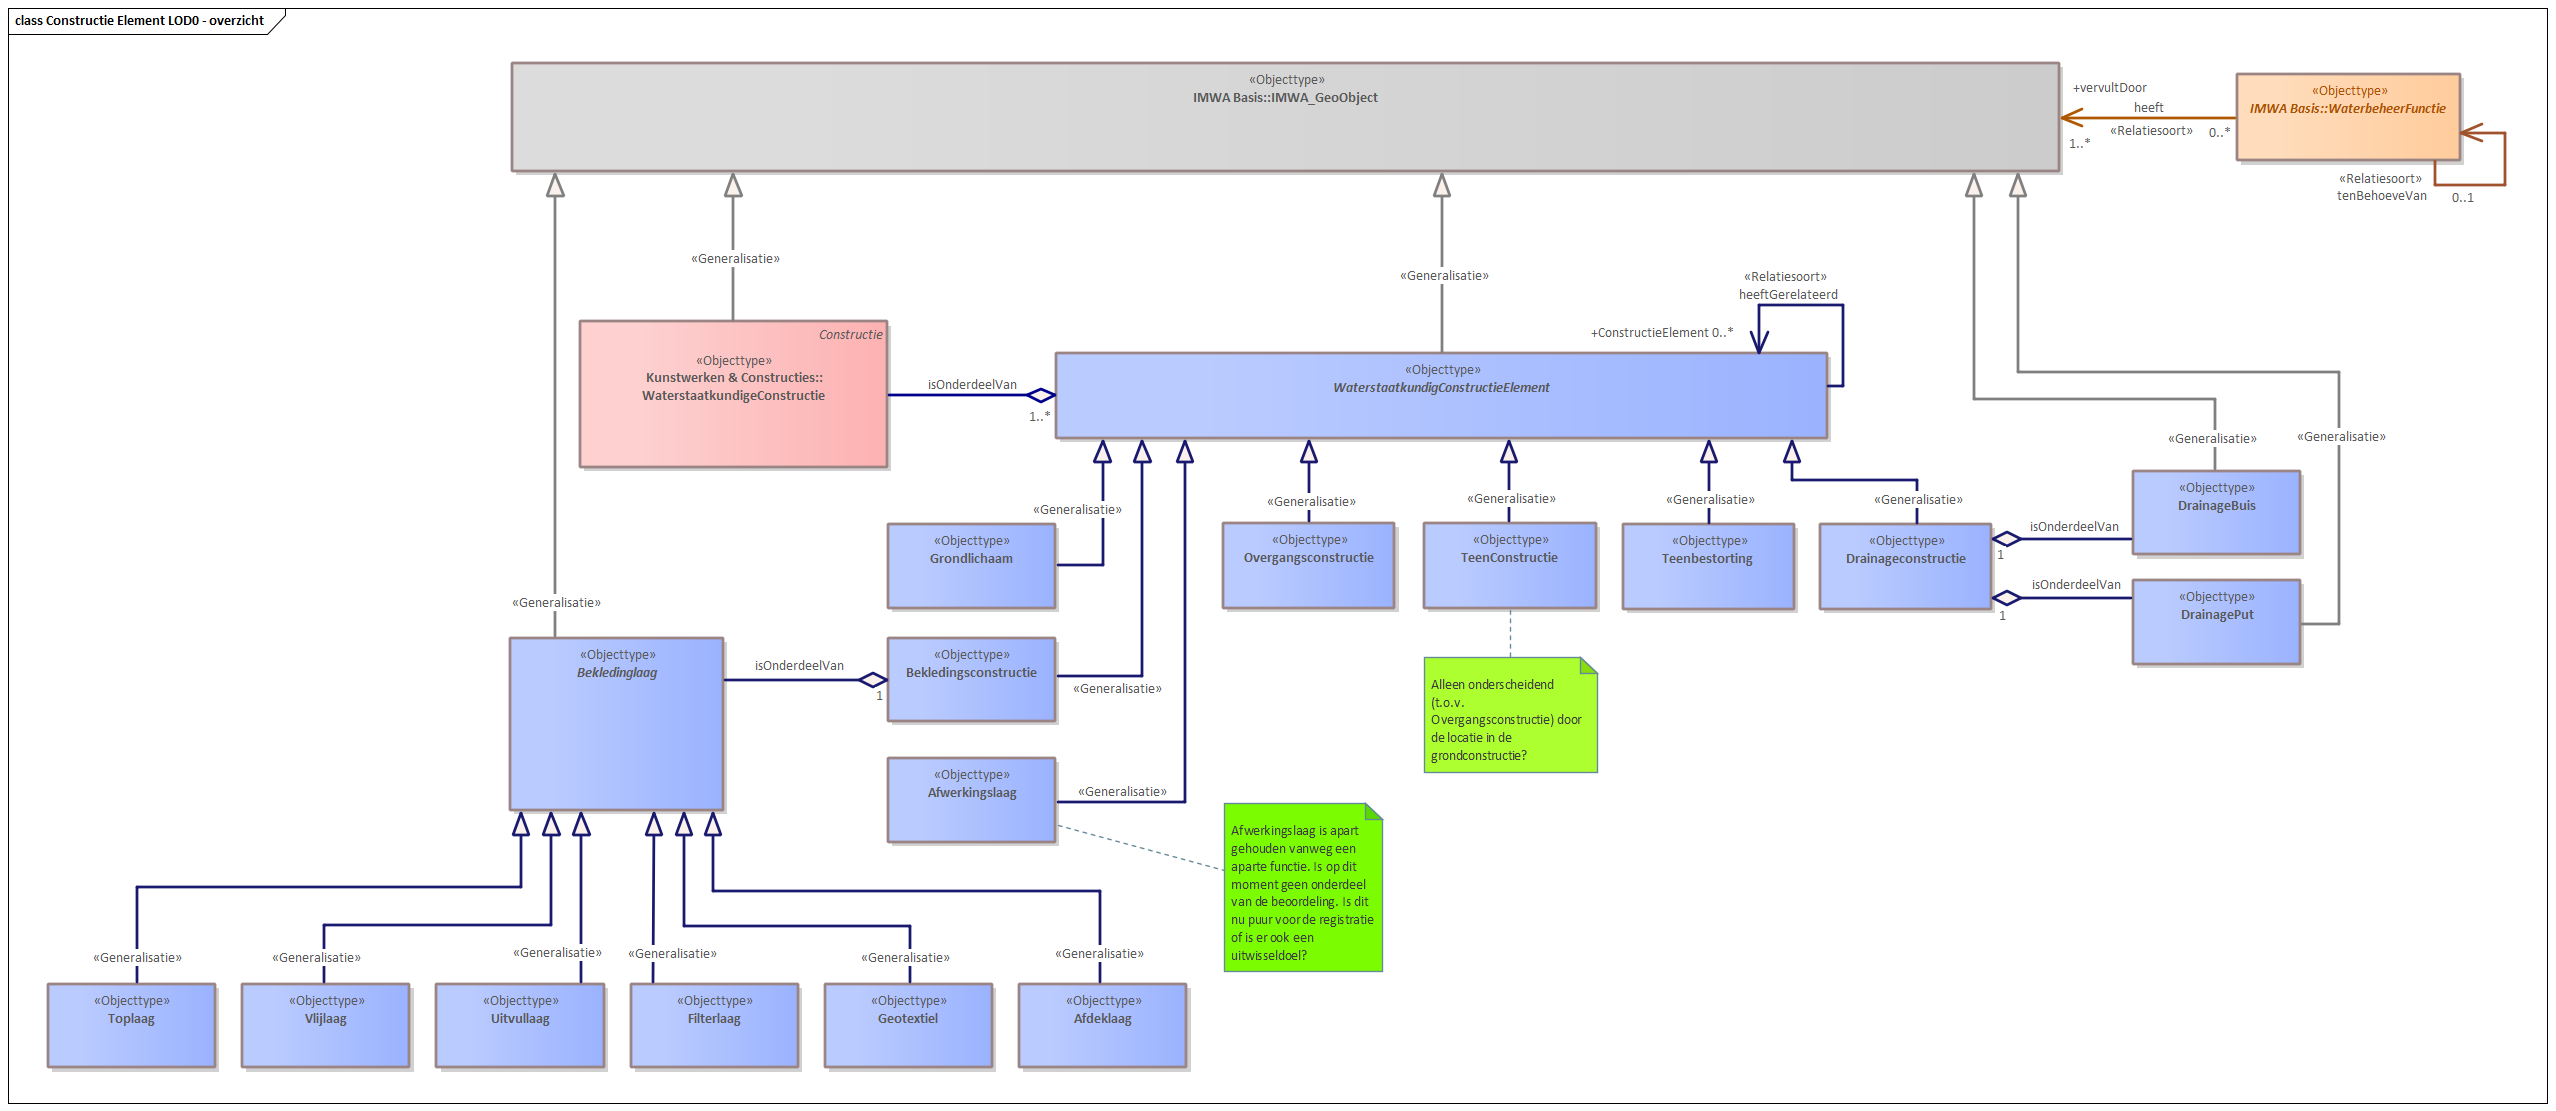 class Constructie Element LOD0 - overzicht
«Objecttype»
IMWA Basis::IMWA_GeoObject
+vervultDoor
heeft
«Relatiesoort»
0..*
1..*
«Objecttype»
IMWA Basis::WaterbeheerFunctie
«Relatiesoort»
tenBehoeveVan
0..1
«Generalisatie»
«Generalisatie»
«Relatiesoort»
heeftGerelateerd
+ConstructieElement 0..*
Constructie
«Objecttype»
Kunstwerken & Constructies::
WaterstaatkundigeConstructie
isOnderdeelVan
1..*
«Objecttype»
WaterstaatkundigConstructieElement
«Generalisatie»
«Generalisatie»
«Generalisatie»
«Generalisatie»
«Generalisatie»
«Generalisatie»
«Generalisatie»
«Objecttype»
Grondlichaam
«Objecttype»
Overgangsconstructie
«Objecttype»
TeenConstructie
«Objecttype»
Teenbestorting
«Objecttype»
Drainageconstructie
isOnderdeelVan
1
«Objecttype»
DrainageBuis
isOnderdeelVan
1
«Objecttype»
DrainagePut
«Generalisatie»
«Objecttype»
Bekledinglaag
isOnderdeelVan
1
«Objecttype»
Bekledingsconstructie
«Generalisatie»
Alleen onderscheidend
(t.o.v.
Overgangsconstructie) door
de locatie in de
grondconstructie?
«Objecttype»
Afwerkingslaag
«Generalisatie»
Afwerkingslaag is apart
gehouden vanweg een
aparte functie. Is op dit
moment geen onderdeel
van de beoordeling. Is dit
nu puur voor de registratie
of is er ook een
uitwisseldoel?
«Generalisatie»
«Generalisatie»
«Generalisatie»
«Generalisatie»
«Generalisatie»
«Generalisatie»
«Objecttype»
Toplaag
«Objecttype»
Vlijlaag
«Objecttype»
Uitvullaag
«Objecttype»
Filterlaag
«Objecttype»
Geotextiel
«Objecttype»
Afdeklaag